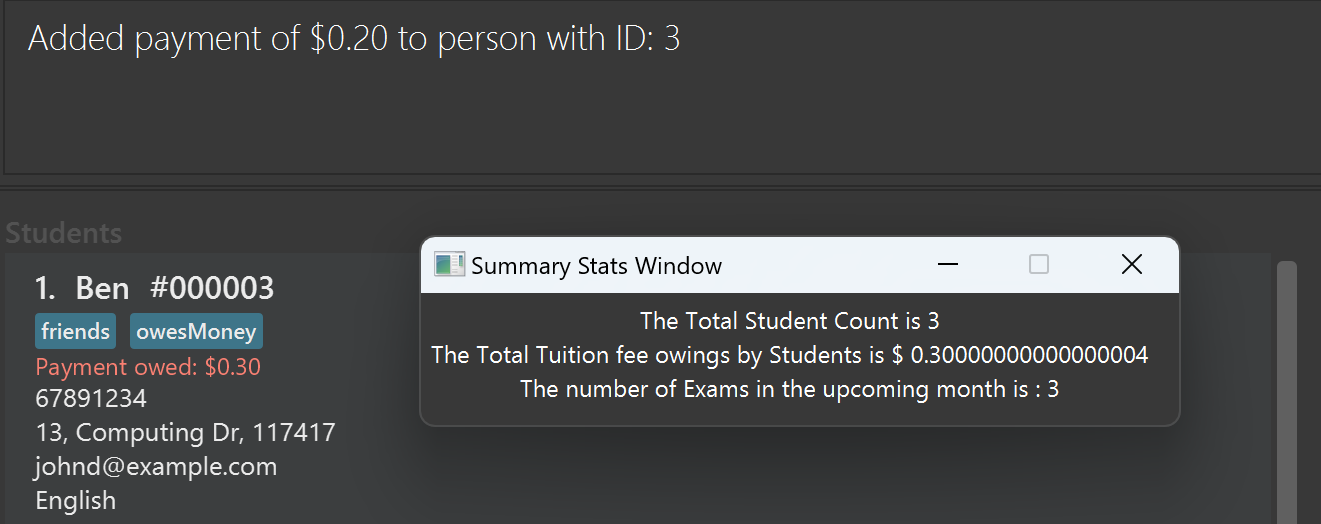 Added payment of $0.20 to person with ID: 3
Students
1. Ben #000003
friends owesMoney
Payment owed: $0.30
67891234
13, Computing Dr, 117417
johnd@example.com
English
Summary Stats Window
The Total Student Count is 3
The Total Tuition fee owings by Students is $ 0.30000000000000004
The number of Exams in the upcoming month is : 3